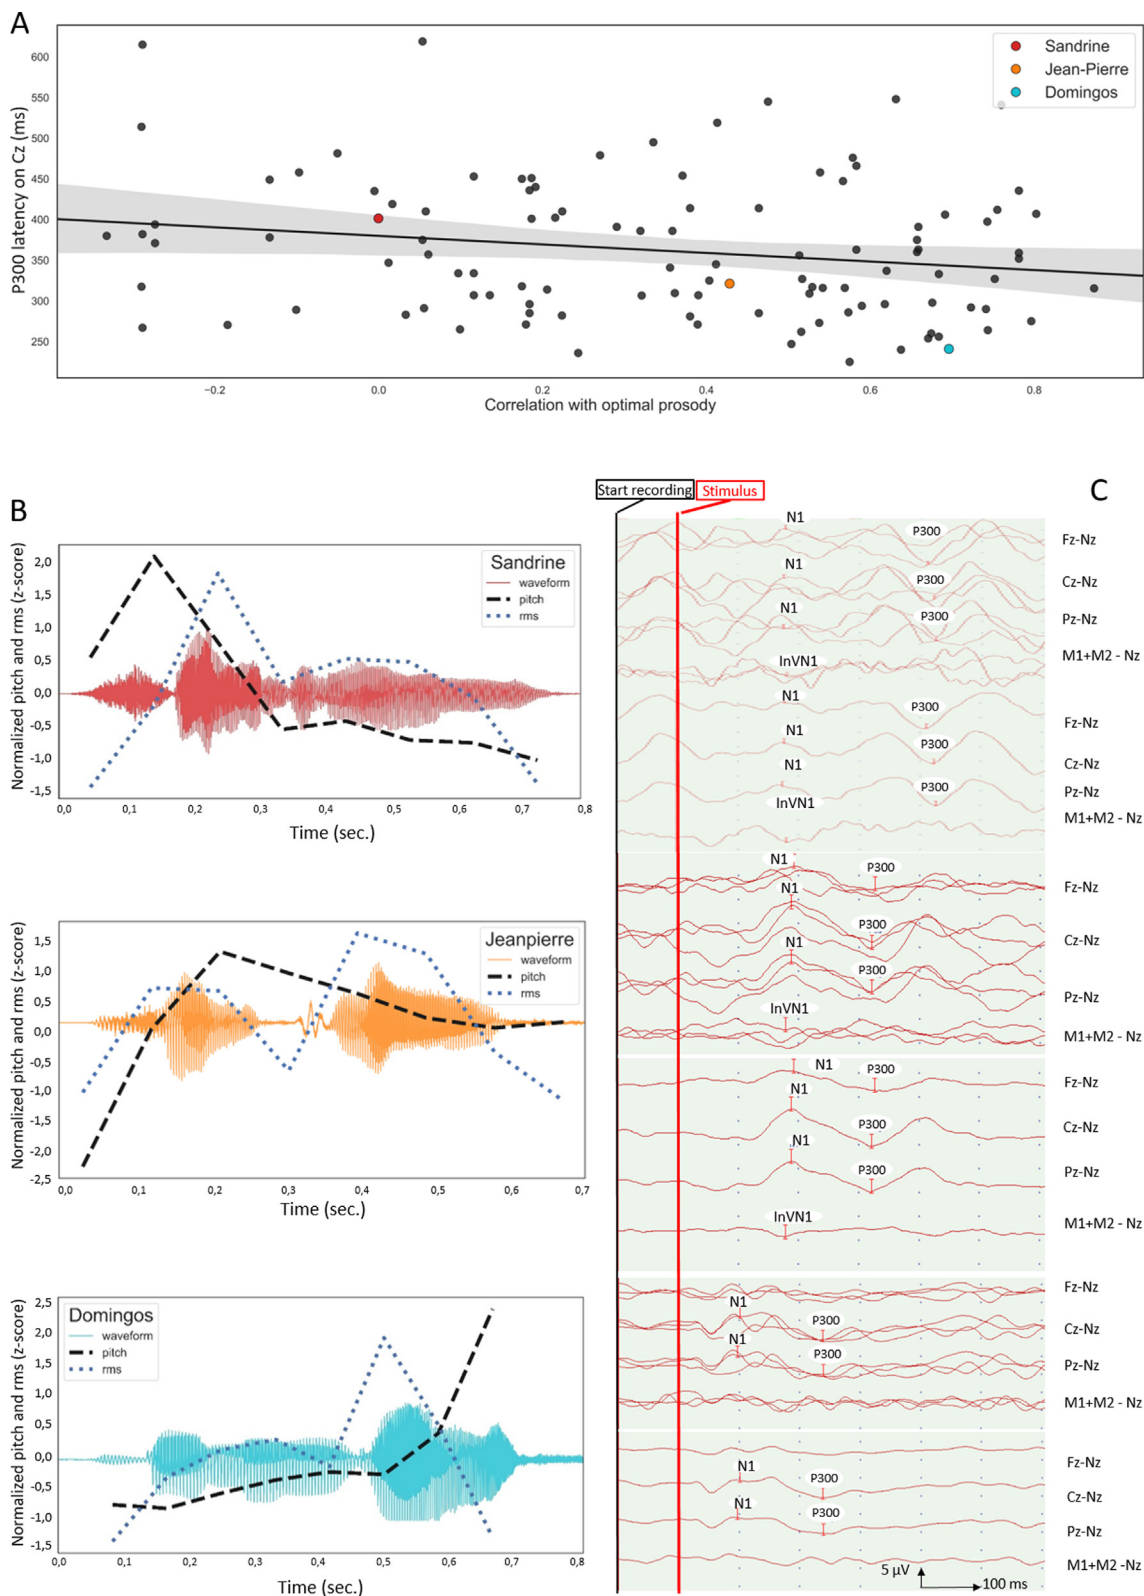 A
P300 latency on Cz (ms)
600
550
500
450
400
350
300
250
Sandrine
Jean-Pierre
Domingos
−0.2
0.0
0.2
0.4
0.6
0.8
Correlation with optimal prosody
B
Normalized pitch and rms (z-score)
2,0
1,5
1,0
0,5
0,0
-0,5
-1,0
-1,5
Sandrine
waveform
pitch
rms
0,0 0,1 0,2 0,3 0,4 0,5 0,6 0,7 0,8
Time (sec.)
Normalized pitch and rms (z-score)
1,5
1,0
0,5
0,0
-0,5
-1,0
-1,5
-2,0
-2,5
Jeanpierre
waveform
pitch
rms
0,0 0,1 0,2 0,3 0,4 0,5 0,6 0,7
Time (sec.)
Normalized pitch and rms (z-score)
2,5
2,0
1,5
1,0
0,5
0,0
-0,5
-1,0
-1,5
Domingos
waveform
pitch
rms
0,0 0,1 0,2 0,3 0,4 0,5 0,6 0,7 0,8
Time (sec.)
C
Start recording
Stimulus
N1 P300 Fz-Nz
N1 P300 Cz-Nz
N1 P300 Pz-Nz
InVN1 M1+M2 - Nz
N1 P300 Fz-Nz
N1 P300 Cz-Nz
N1 P300 Pz-Nz
InVN1 M1+M2 - Nz
N1 P300 Fz-Nz
N1 P300 Cz-Nz
N1 P300 Pz-Nz
InVN1 M1+M2 - Nz
N1 P300 Fz-Nz
N1 P300 Cz-Nz
N1 P300 Pz-Nz
InVN1 M1+M2 - Nz
Fz-Nz
N1 P300 Cz-Nz
N1 P300 Pz-Nz
M1+M2 - Nz
Fz-Nz
N1 P300 Cz-Nz
N1 P300 Pz-Nz
M1+M2 - Nz
5 μV
100 ms